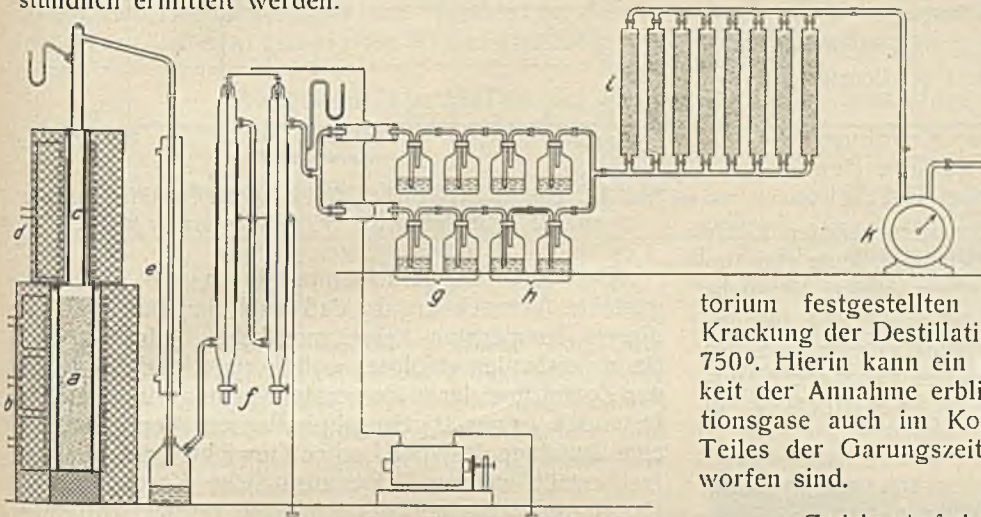 ständlich ermittelt werden.
i
c
d
e
k
g
h
a
b
f
torium festgestellten
Krackung der Destillati
750⁰. Hierin kann ein
keit der Annahme erbli
tionsgase auch im Ko
Teiles der Garungszeit
worfen sind.